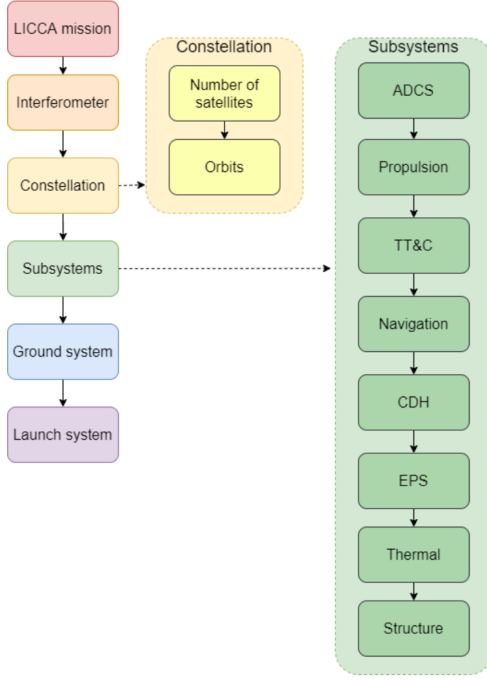 LICCA mission
Interferometer
Constellation
Subsystems
Ground system
Launch system
Constellation
Number of
satellites
Orbits
Subsystems
ADCS
Propulsion
TT&C
Navigation
CDH
EPS
Thermal
Structure